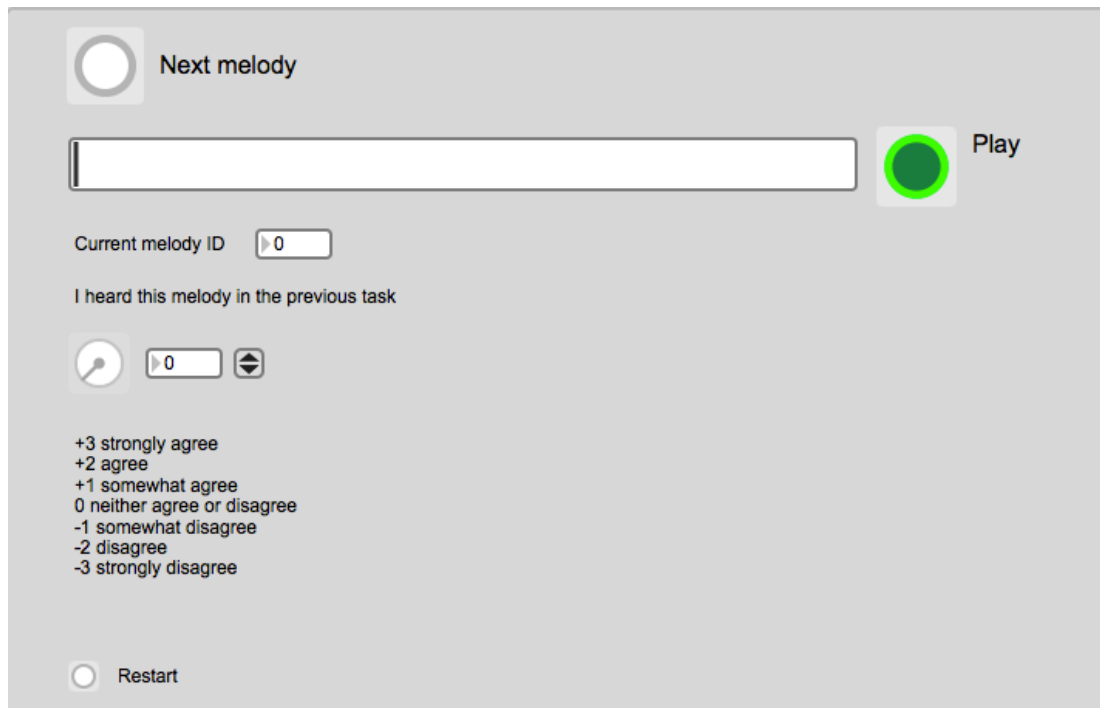 Next melody
Play
Current melody ID 0
I heard this melody in the previous task
0
+3 strongly agree
+2 agree
+1 somewhat agree
0 neither agree or disagree
-1 somewhat disagree
-2 disagree
-3 strongly disagree
Restart